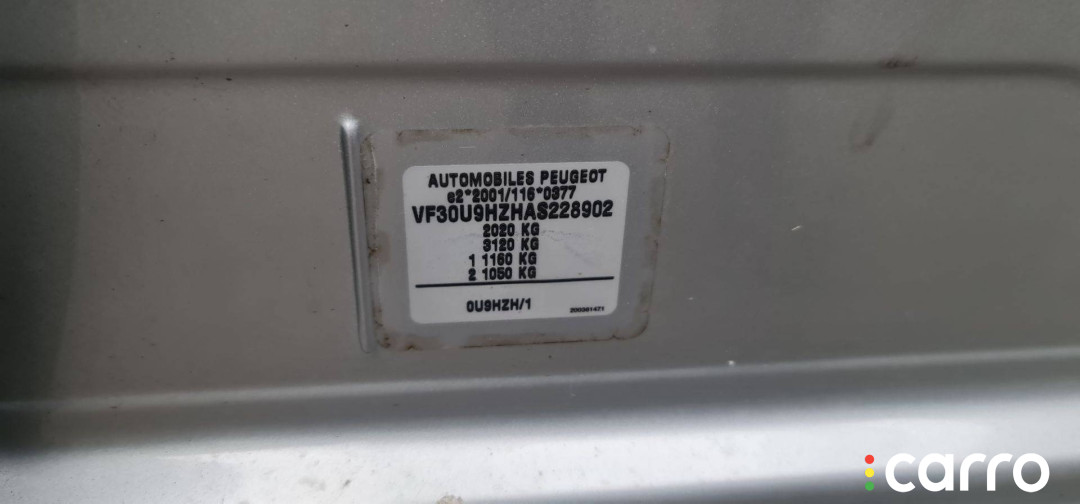 AUTOMOBILES PEUGEOT
e2*2001/116*0377
VF30U9HZHAS228902
2020 KG
3120 KG
1 1160 KG
2 1050 KG
0U9HZH/1
200361471
carro